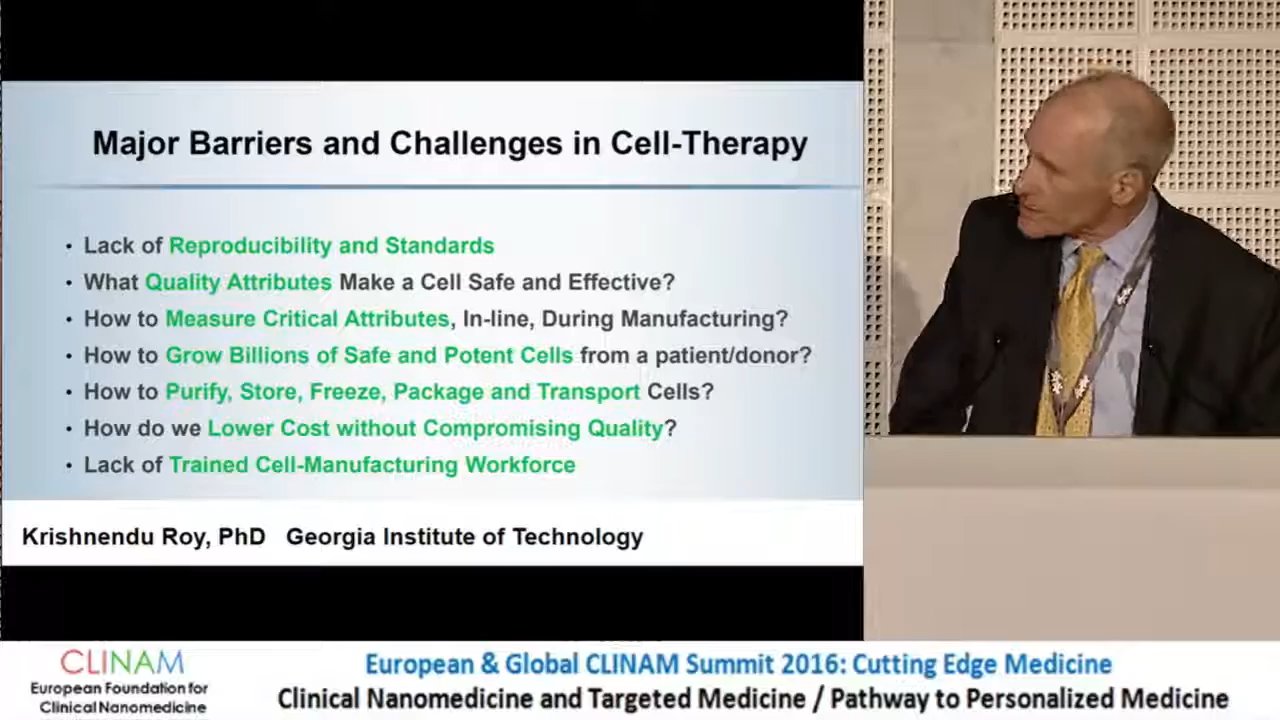 Major Barriers and Challenges in Cell-Therapy
• Lack of Reproducibility and Standards
• What Quality Attributes Make a Cell Safe and Effective?
• How to Measure Critical Attributes, In-line, During Manufacturing?
• How to Grow Billions of Safe and Potent Cells from a patient/donor?
• How to Purify, Store, Freeze, Package and Transport Cells?
• How do we Lower Cost without Compromising Quality?
• Lack of Trained Cell-Manufacturing Workforce
Krishnendu Roy, PhD Georgia Institute of Technology
CLINAM
European Foundation for
Clinical Nanomedicine
European & Global CLINAM Summit 2016: Cutting Edge Medicine
Clinical Nanomedicine and Targeted Medicine / Pathway to Personalized Medicine